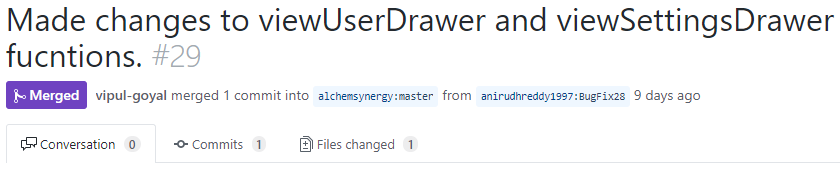 Made changes to viewUserDrawer and viewSettingsDrawer
fucntions. #29
Merged vipul-goyal merged 1 commit into alchemsynergy:master from anirudhreddy1997:BugFix28 9 days ago
Conversation 0 Commits 1 Files changed 1